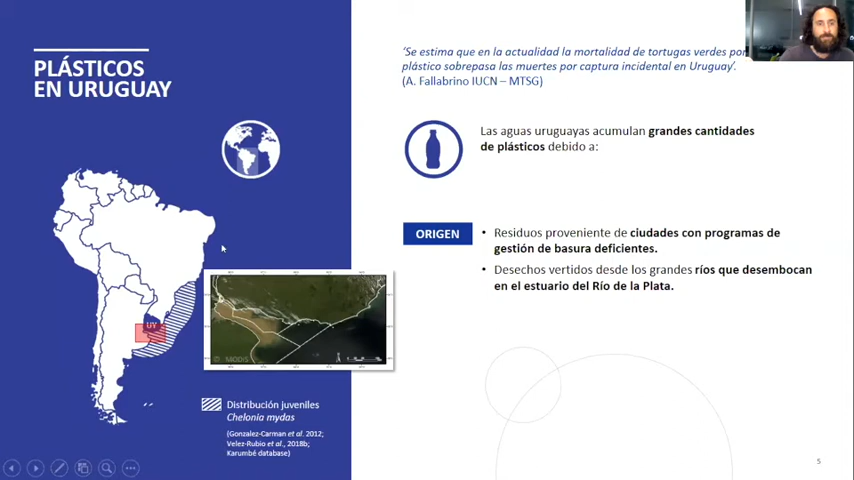 PLÁSTICOS
EN URUGUAY
UY
© MODIS
Distribución juveniles
Chelonia mydas
(Gonzalez-Carman et al. 2012;
Velez-Rubio et al., 2018b;
Karumbé database)
‘Se estima que en la actualidad la mortalidad de tortugas verdes por
plástico sobrepasa las muertes por captura incidental en Uruguay’.
(A. Fallabrino IUCN – MTSG)
Las aguas uruguayas acumulan grandes cantidades
de plásticos debido a:
ORIGEN
• Residuos proveniente de ciudades con programas de
gestión de basura deficientes.
• Desechos vertidos desde los grandes ríos que desembocan
en el estuario del Río de la Plata.
5